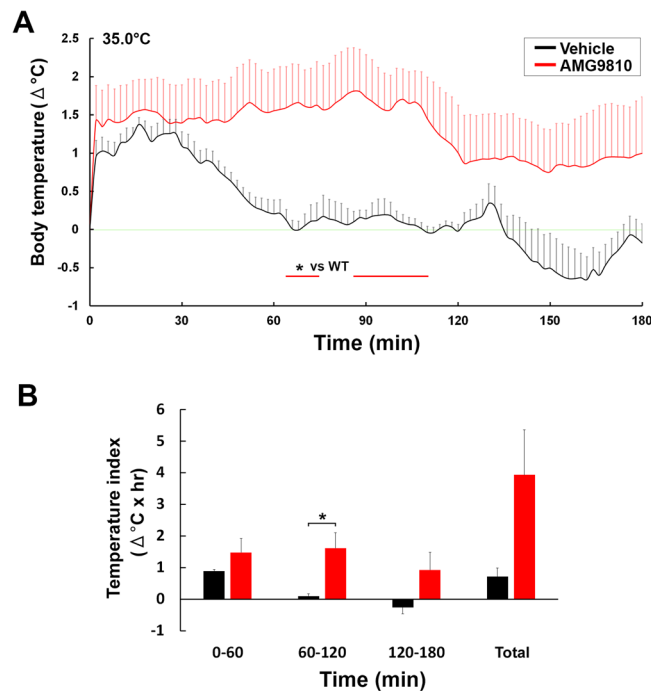 A
35.0°C
Vehicle
AMG9810
Body temperature (Δ°C)
2.5
2
1.5
1
0.5
0
-0.5
-1
* vs WT
0 30 60 90 120 150 180
Time (min)
B
Temperature index
(Δ°C x hr)
6
5
4
3
2
1
0
-1
*
0-60 60-120 120-180 Total
Time (min)